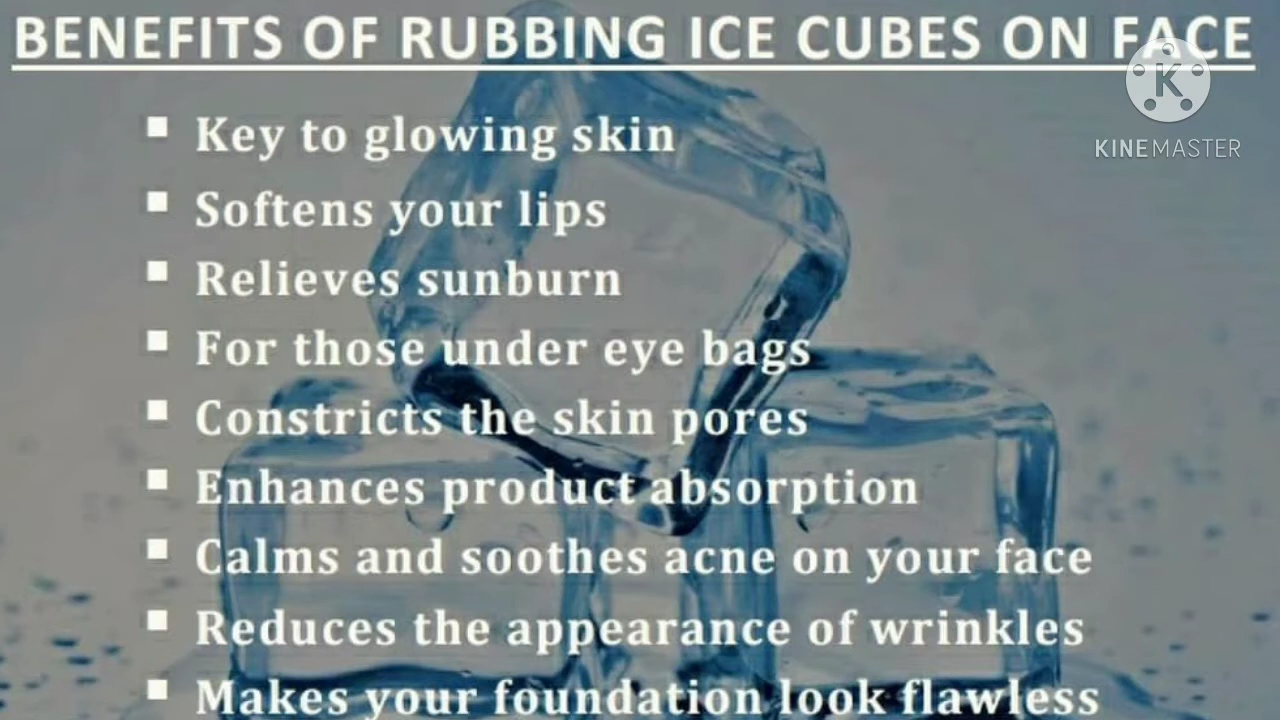 BENEFITS OF RUBBING ICE CUBES ON FACE
K
KINEMASTER
Key to glowing skin
Softens your lips
Relieves sunburn
For those under eye bags
Constricts the skin pores
Enhances product absorption
Calms and soothes acne on your face
Reduces the appearance of wrinkles
Makes your foundation look flawless